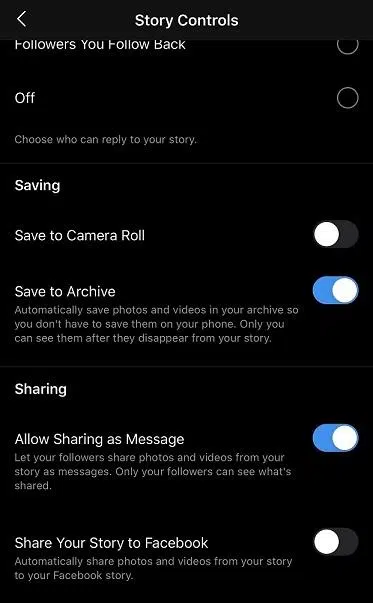 Story Controls
Followers You Follow Back
Off
Choose who can reply to your story.
Saving
Save to Camera Roll
Save to Archive
Automatically save photos and videos in your archive so
you don't have to save them on your phone. Only you
can see them after they disappear from your story.
Sharing
Allow Sharing as Message
Let your followers share photos and videos from your
story as messages. Only your followers can see what's
shared.
Share Your Story to Facebook
Automatically share photos and videos from your story
to your Facebook story.